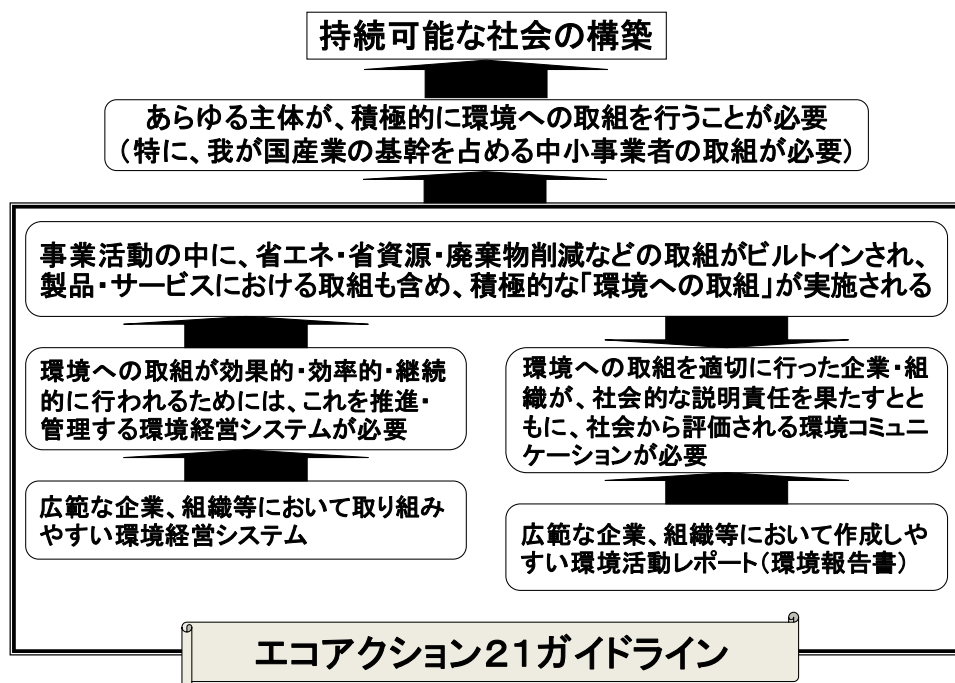 持続可能な社会の構築
あらゆる主体が、積極的に環境への取組を行うことが必要
（特に、我が国産業の基幹を占める中小事業者の取組が必要）
事業活動の中に、省エネ・省資源・廃棄物削減などの取組がビルトインされ、
製品・サービスにおける取組も含め、積極的な「環境への取組」が実施される
環境への取組が効果的・効率的・継続
的に行われるためには、これを推進・
管理する環境経営システムが必要
広範な企業、組織等において取り組み
やすい環境経営システム
環境への取組を適切に行った企業・組
織が、社会的な説明責任を果たすとと
もに、社会から評価される環境コミュニ
ケーションが必要
広範な企業、組織等において作成しや
すい環境活動レポート（環境報告書）
エコアクション２１ガイドライン